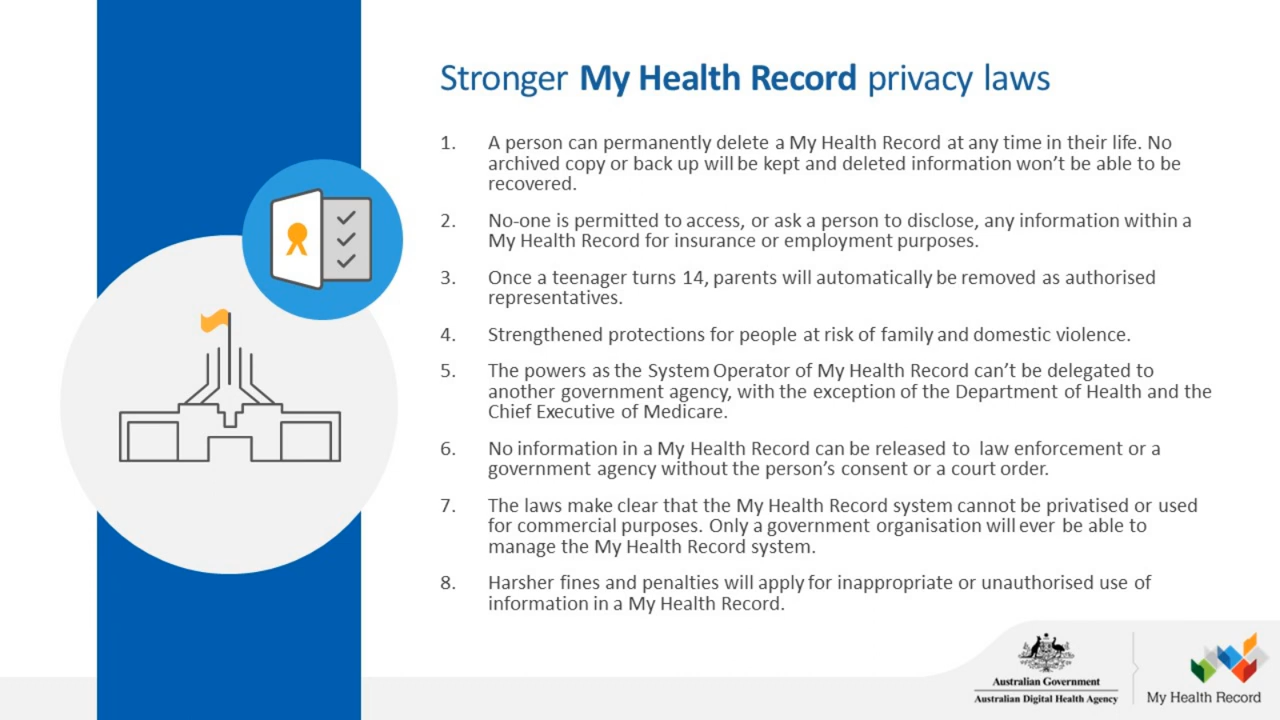 Stronger My Health Record privacy laws
1. A person can permanently delete a My Health Record at any time in their life. No
archived copy or back up will be kept and deleted information won't be able to be
recovered.
2. No-one is permitted to access, or ask a person to disclose, any information within a
My Health Record for insurance or employment purposes.
3. Once a teenager turns 14, parents will automatically be removed as authorised
representatives.
4. Strengthened protections for people at risk of family and domestic violence.
5. The powers as the System Operator of My Health Record can't be delegated to
another government agency, with the exception of the Department of Health and the
Chief Executive of Medicare.
6. No information in a My Health Record can be released to law enforcement or a
government agency without the person's consent or a court order.
7. The laws make clear that the My Health Record system cannot be privatised or used
for commercial purposes. Only a government organisation will ever be able to
manage the My Health Record system.
8. Harsher fines and penalties will apply for inappropriate or unauthorised use of
information in a My Health Record.
Australian Government
Australian Digital Health Agency
My Health Record